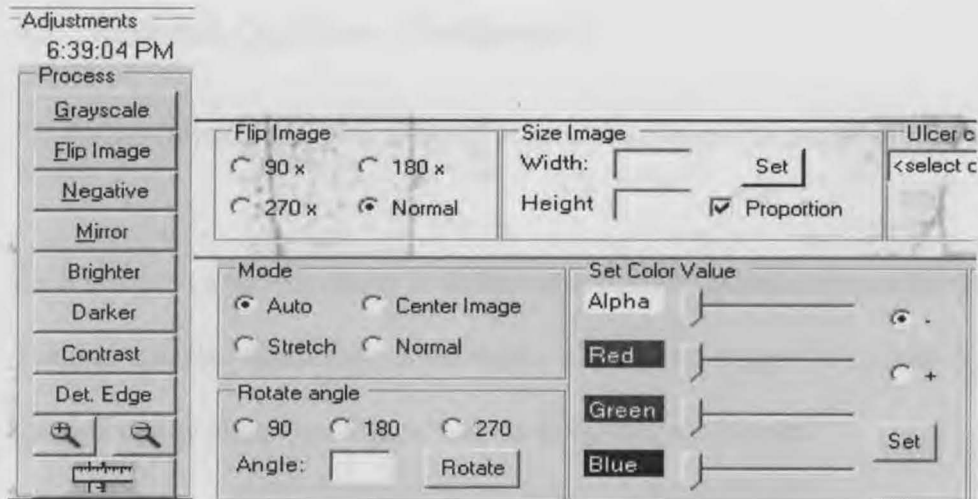 Adjustments
6:39:04 PM
Process
Grayscale
Flip Image
Negative
Mirror
Brighter
Darker
Contrast
Det. Edge
Flip Image
90 x
180 x
270 x
Normal
Size Image
Width:
Set
Height
Proportion
Ulcer c
<select c
Mode
Auto
Center Image
Stretch
Normal
Rotate angle
90
180
270
Angle:
Rotate
Set Color Value
Alpha
-
Red
+
Green
Set
Blue